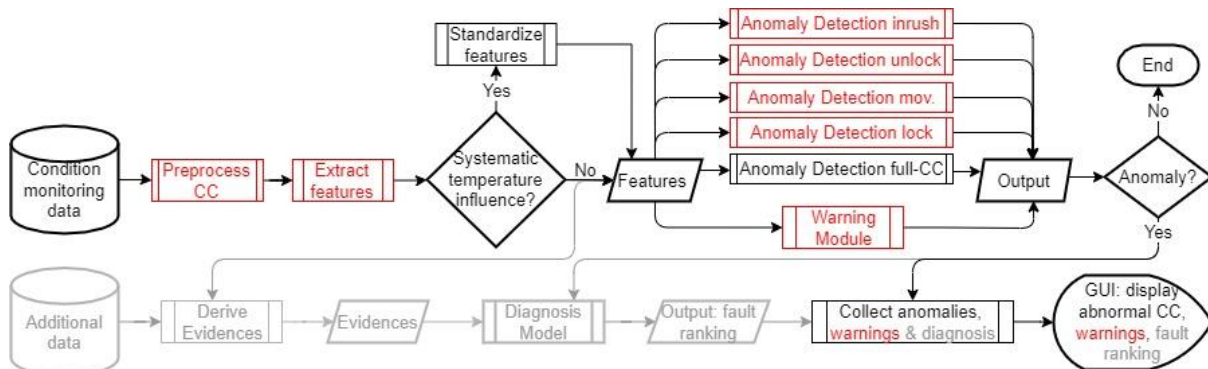 Standardize
features
Yes
Anomaly Detection inrush
Anomaly Detection unlock
Anomaly Detection mov.
Anomaly Detection lock
Anomaly Detection full-CC
Warning
Module
End
No
Condition
monitoring
data
Preprocess
CC
Extract
features
Systematic
temperature
influence?
No
Features
Output
Anomaly?
Yes
Additional
data
Derive
Evidences
Evidences
Diagnosis
Model
Output: fault
ranking
Collect anomalies,
warnings & diagnosis
GUI: display
abnormal CC,
warnings, fault
ranking